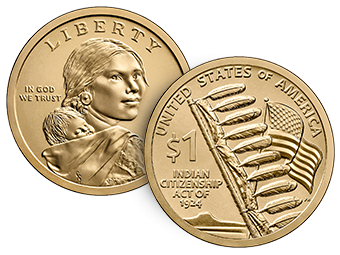 LIBERTY
IN GOD
WE TRUST
UNITED STATES OF AMERICA
$1
INDIAN
CITIZENSHIP
ACT OF
1924